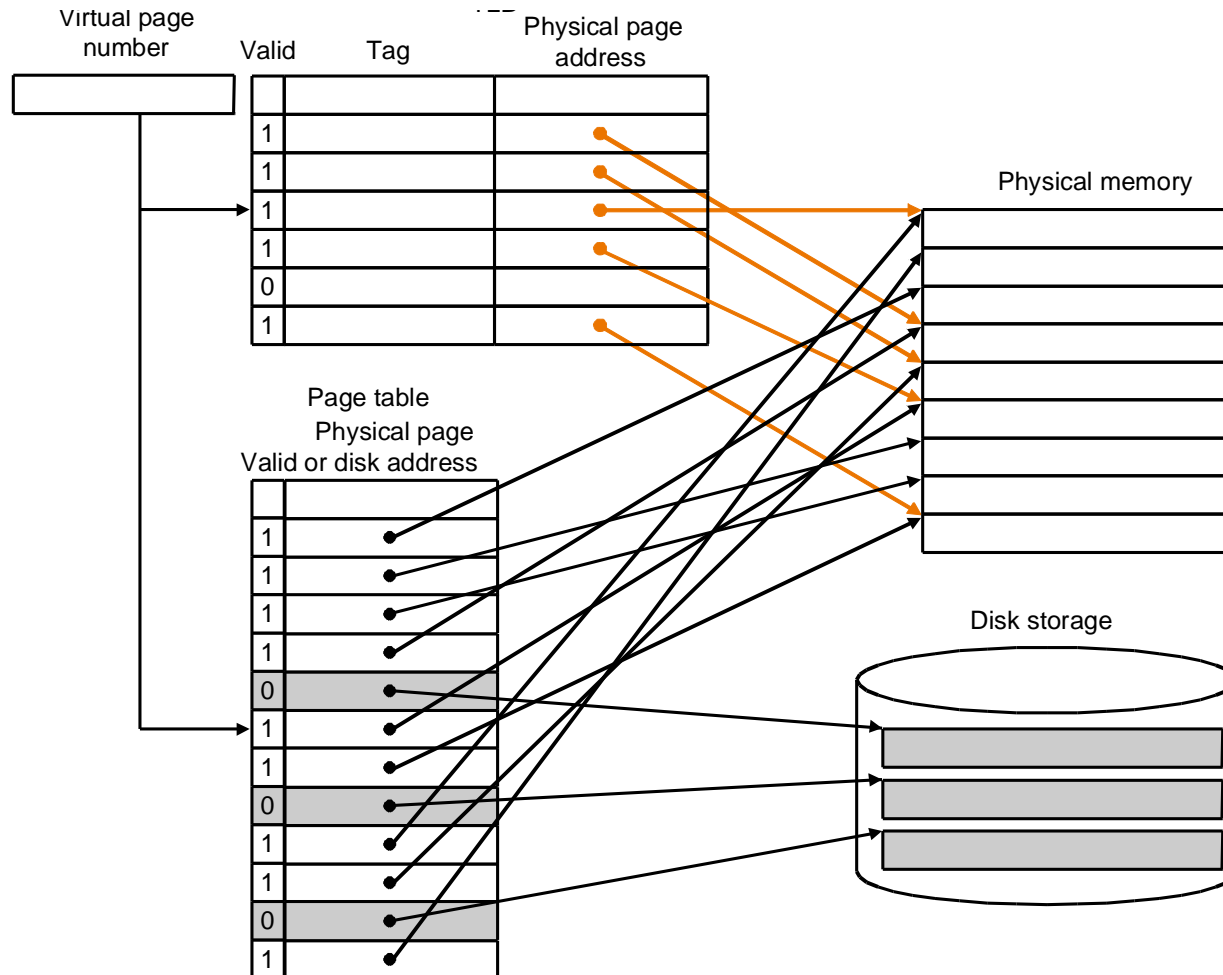 Virtual page
number
Valid
Tag
Physical page
address
1
1
1
1
0
1
Physical memory
Page table
Physical page
Valid or disk address
1
1
1
1
0
1
1
0
1
1
0
1
Disk storage